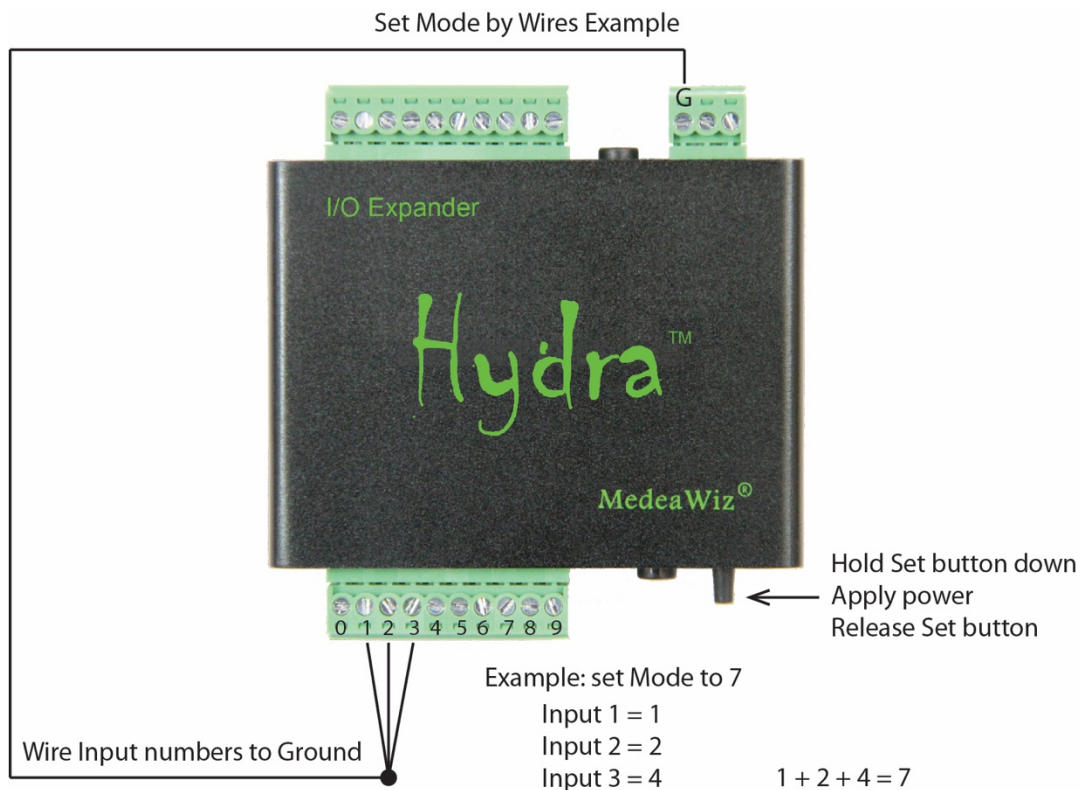 Set Mode by Wires Example
G
I/O Expander
Hydra™
MedeaWiz®
Hold Set button down
Apply power
Release Set button
0 1 2 3 4 5 6 7 8 9
Example: set Mode to 7
Input 1 = 1
Wire Input numbers to Ground
Input 2 = 2
Input 3 = 4 1 + 2 + 4 = 7